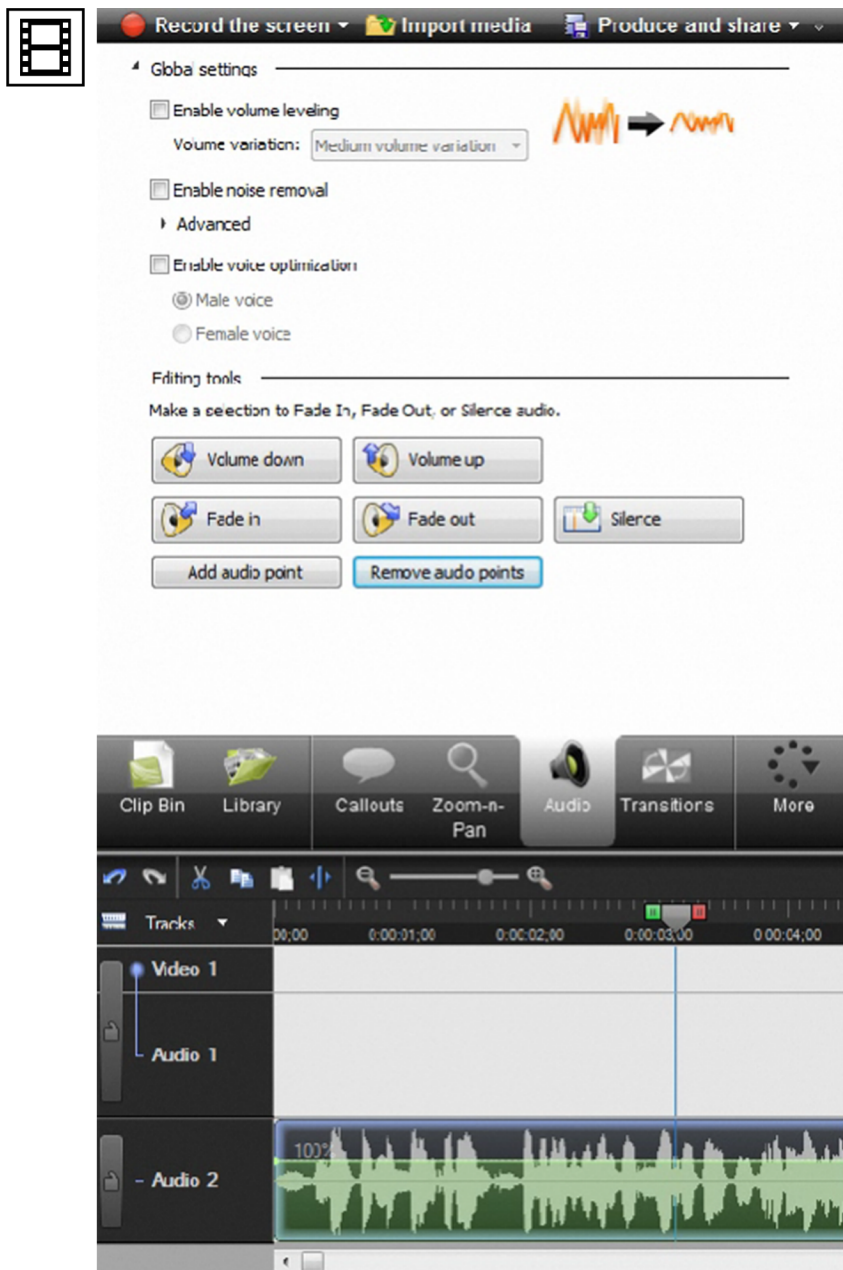 Record the screen Import media Produce and share
Global settings
Enable volume leveling
Volume variation: Medium volume variation
Enable noise removal
Advanced
Enable voice optimization
Male voice
Female voice
Editing tools
Make a selection to Fade In, Fade Out, or Silence audio.
Volume down Volume up
Fade in Fade out Silence
Add audio point Remove audio points
Clip Bin Library Callouts Zoom-n-Pan Audio Transitions More
Tracks 00;00 0:00:01;00 0:00:02;00 0:00:03;00 0:00:04;00
Video 1
Audio 1
100%
Audio 2